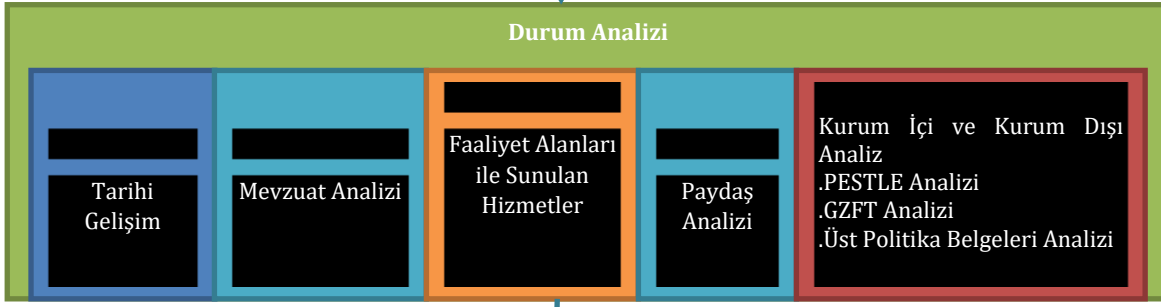 Durum Analizi
Tarihi
Gelişim
Mevzuat Analizi
Faaliyet Alanları
ile Sunulan
Hizmetler
Paydaş
Analizi
Kurum İçi ve Kurum Dışı
Analiz
.PESTLE Analizi
.GZFT Analizi
.Üst Politika Belgeleri Analizi